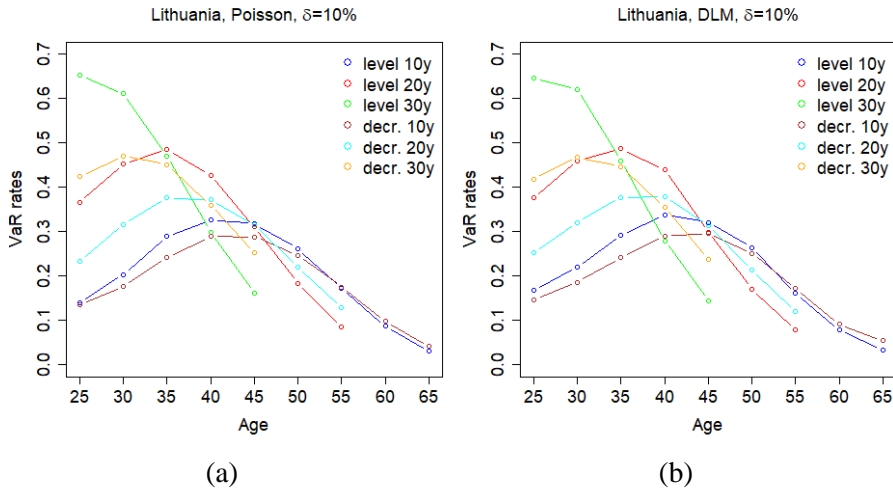 Lithuania, Poisson, δ=10%
VaR rates
0.7
0.6
0.5
0.4
0.3
0.2
0.1
0.0
level 10y
level 20y
level 30y
decr. 10y
decr. 20y
decr. 30y
25 30 35 40 45 50 55 60 65
Age
(a)
Lithuania, DLM, δ=10%
VaR rates
0.7
0.6
0.5
0.4
0.3
0.2
0.1
0.0
level 10y
level 20y
level 30y
decr. 10y
decr. 20y
decr. 30y
25 30 35 40 45 50 55 60 65
Age
(b)